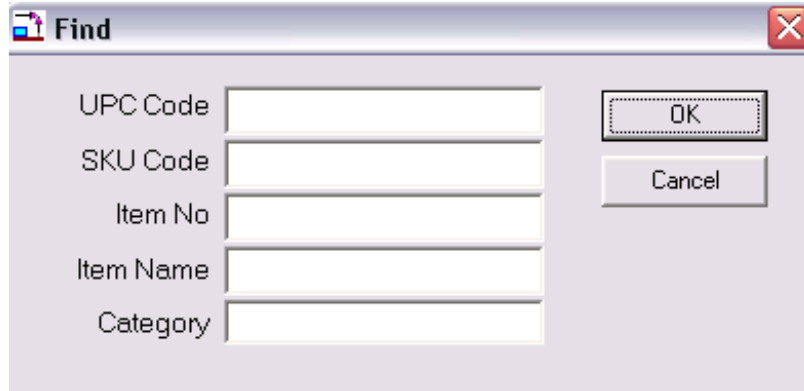 Find
UPC Code
OK
SKU Code
Cancel
Item No
Item Name
Category